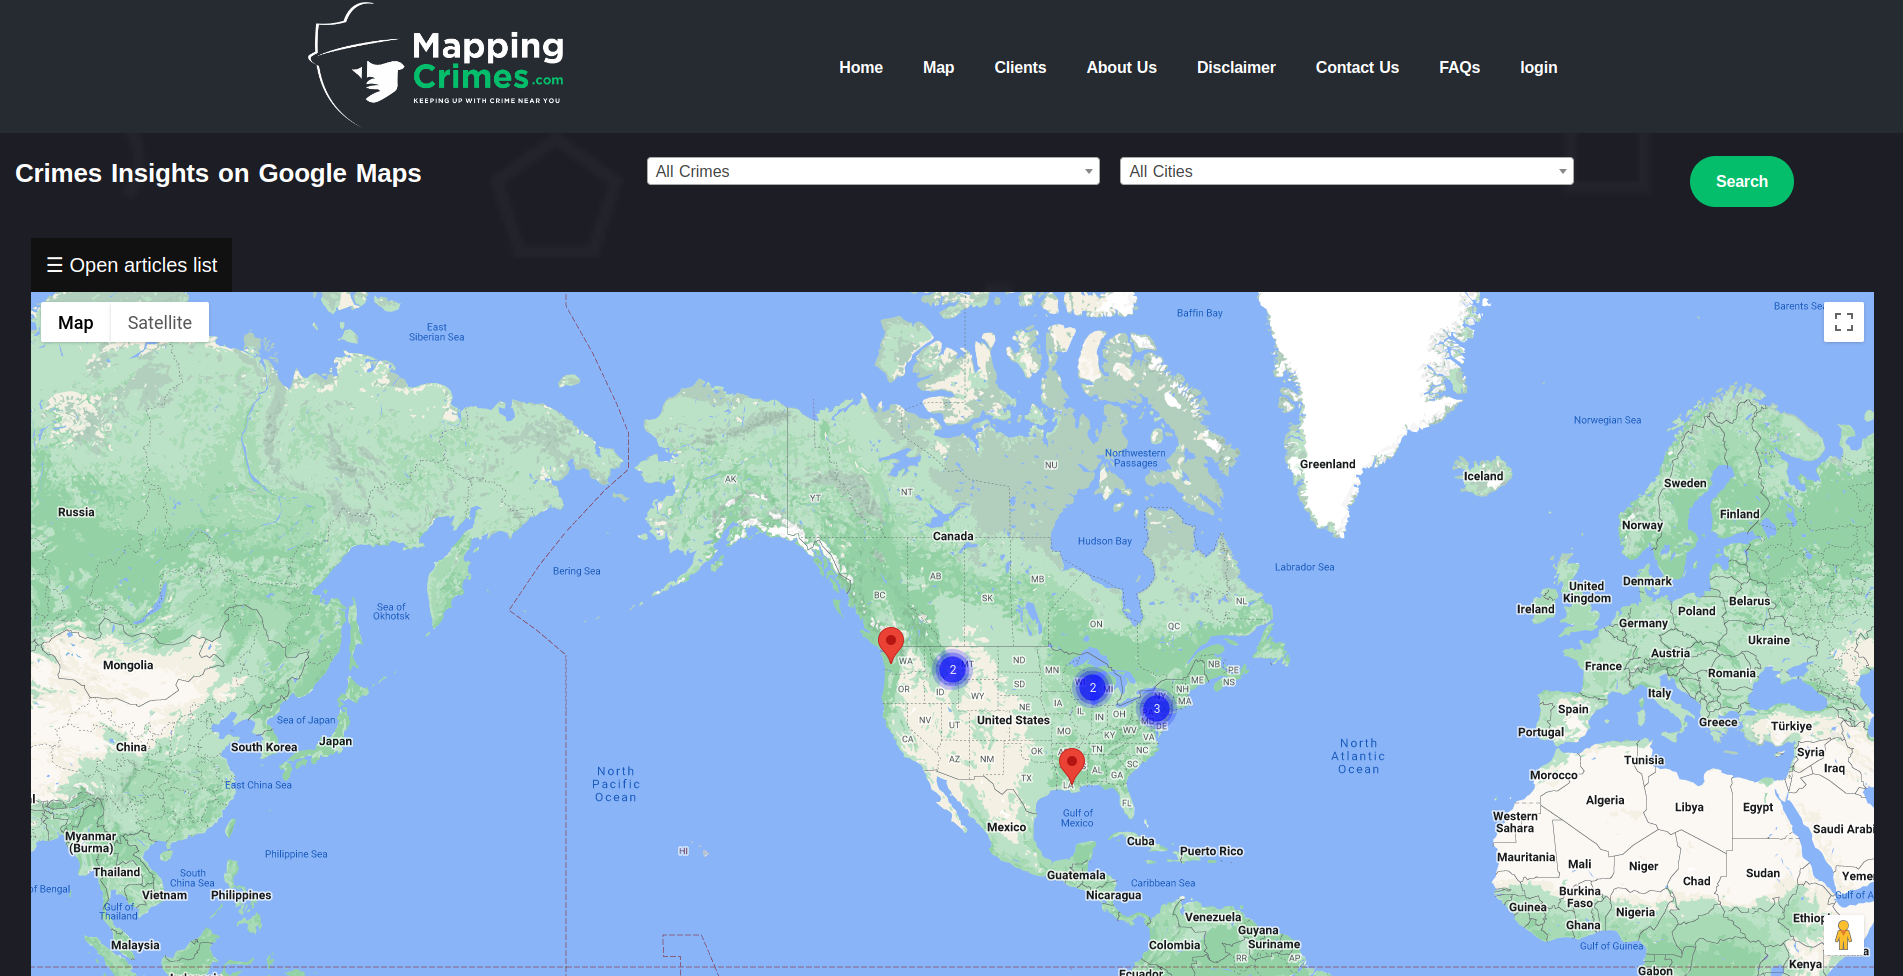 Mapping
Crimes.com
KEEPING UP WITH CRIME NEAR YOU
Home Map Clients About Us Disclaimer Contact Us FAQs login
Crimes Insights on Google Maps
All Crimes
All Cities
Search
☰ Open articles list
Map Satellite
East
Siberian Sea
Baffin Bay
Norwegian Sea
Greenland
Northwestern
Passages
NU
AK
YT
NT
Iceland
Sweden
Finland
Norway
Russia
Canada
Hudson Bay
Labrador Sea
Bering Sea
Sea of
Okhotsk
AB
MB
BC
SK
ON
QC
NL
Denmark
United
Kingdom
Ireland
Poland
Belarus
Germany
Ukraine
Austria
France
Romania
Italy
Spain
Portugal
Greece
Türkiye
Syria
Iraq
Mongolia
WA
2
MT
ND
MN
NB
PE
NS
ME
NH
MA
OR
ID
WY
SD
2
MI
NY
3
MD
DE
NE
IA
IL
IN
OH
United States
NV
UT
CA
MO
KY
WV
VA
AZ
NM
OK
TN
NC
SC
TX
AL
GA
LA
FL
Sea of Japan
China
South Korea
Japan
East China Sea
North
Pacific
Ocean
North
Atlantic
Ocean
Tunisia
Morocco
Algeria
Libya
Egypt
Western
Sahara
Saudi Arabi
Gulf of
Mexico
Mexico
Cuba
Puerto Rico
HI
Myanmar
(Burma)
Thailand
Philippine Sea
South
China Sea
Vietnam
Philippines
Gulf of
Thailand
Malaysia
of Bengal
Guatemala
Caribbean Sea
Nicaragua
Mauritania
Mali
Niger
Chad
Sudan
Yeme
Gulf of A
Burkina
Faso
Guinea
Nigeria
Ghana
Ethiop
Gulf of Guinea
Venezuela
Guyana
Colombia
Suriname
RR
AP
Ecuador
Gabon
Kenya